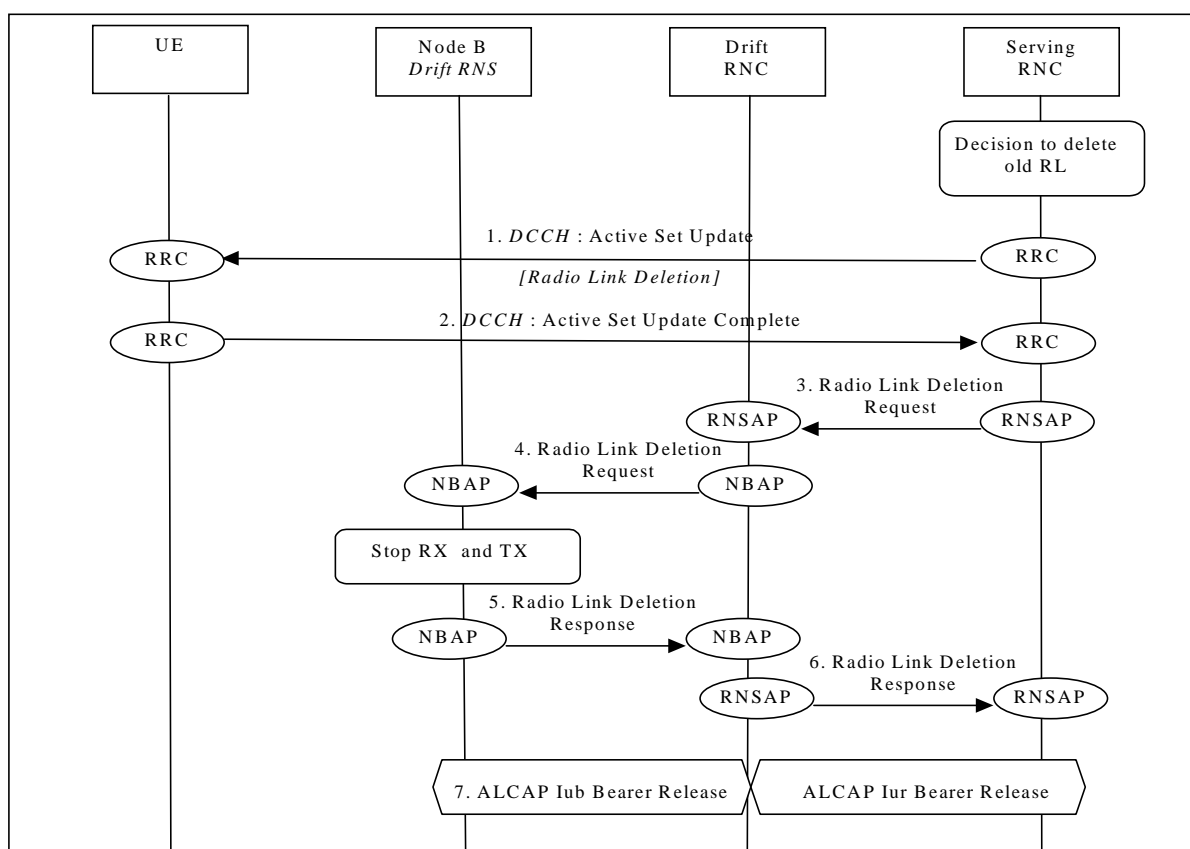 UE
Node B
Drift RNS
Drift
RNC
Serving
RNC
Decision to delete
old RL
1. DCCH : Active Set Update
RRC
RRC
[Radio Link Deletion]
2. DCCH : Active Set Update Complete
RRC
RRC
3. Radio Link Deletion
Request
RNSAP
RNSAP
4. Radio Link Deletion
Request
NBAP
NBAP
Stop RX and TX
5. Radio Link Deletion
Response
NBAP
NBAP
6. Radio Link Deletion
Response
RNSAP
RNSAP
7. ALCAP Iub Bearer Release
ALCAP Iur Bearer Release